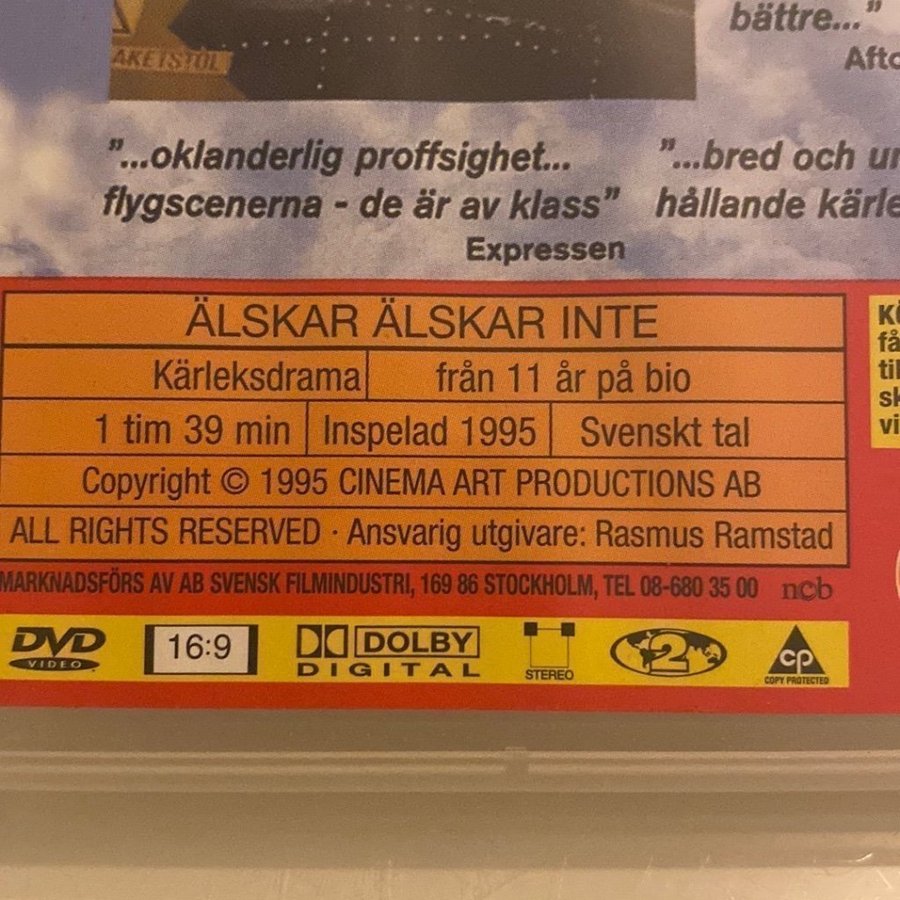 bättre..."
AKETSTOL
"...oklanderlig proffsighet...
flygscenerna - de är av klass"
Expressen
"...bred och
hållande
ÄLSKAR ÄLSKAR INTE
Kärleksdrama från 11 år på bio
1 tim 39 min Inspelad 1995 Svenskt tal
Copyright © 1995 CINEMA ART PRODUCTIONS AB
ALL RIGHTS RESERVED · Ansvarig utgivare: Rasmus Ramstad
MARKNADSFÖRS AV AB SVENSK FILMINDUSTRI, 169 86 STOCKHOLM, TEL 08-680 35 00 ncb
DVD VIDEO
16:9
DOLBY DIGITAL
STEREO
2
cp
COPY PROTECTED